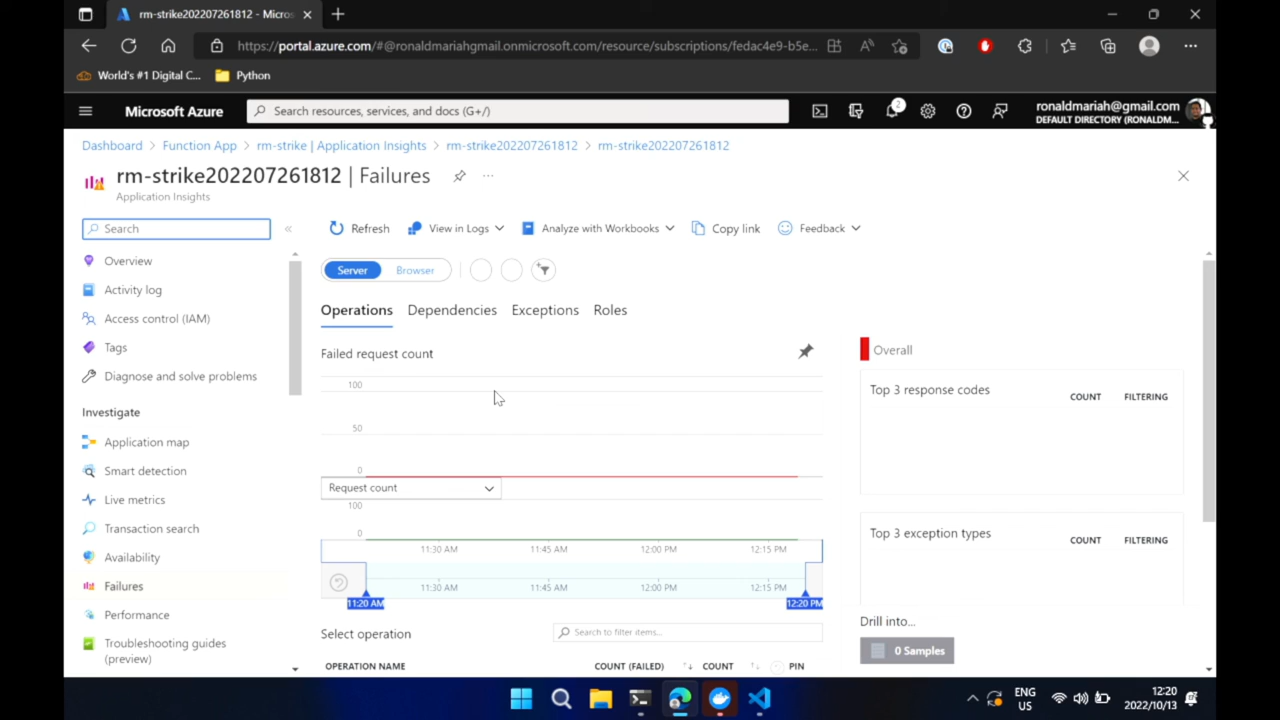 rm-strike202207261812 - Micros
https://portal.azure.com/#@ronaldmariahgmail.onmicrosoft.com/resource/subscriptions/fedac4e9-b5e...
World's #1 Digital C...
Python
Microsoft Azure
Search resources, services, and docs (G+/)
2
ronaldmariah@gmail.com
DEFAULT DIRECTORY (RONALDM...
Dashboard > Function App > rm-strike | Application Insights > rm-strike202207261812 > rm-strike202207261812
rm-strike202207261812 | Failures
Application Insights
Search
Overview
Activity log
Access control (IAM)
Tags
Diagnose and solve problems
Investigate
Application map
Smart detection
Live metrics
Transaction search
Availability
Failures
Performance
Troubleshooting guides
(preview)
Refresh
View in Logs
Analyze with Workbooks
Copy link
Feedback
Server
Browser
Operations
Dependencies
Exceptions
Roles
Failed request count
100
50
0
Request count
100
0
11:30 AM 11:45 AM 12:00 PM 12:15 PM
11:30 AM 11:45 AM 12:00 PM 12:15 PM
11:20 AM 12:20 PM
Select operation
Search to filter items...
OPERATION NAME COUNT (FAILED) COUNT PIN
Overall
Top 3 response codes COUNT FILTERING
Top 3 exception types COUNT FILTERING
Drill into...
0 Samples
ENG
US
12:20
2022/10/13